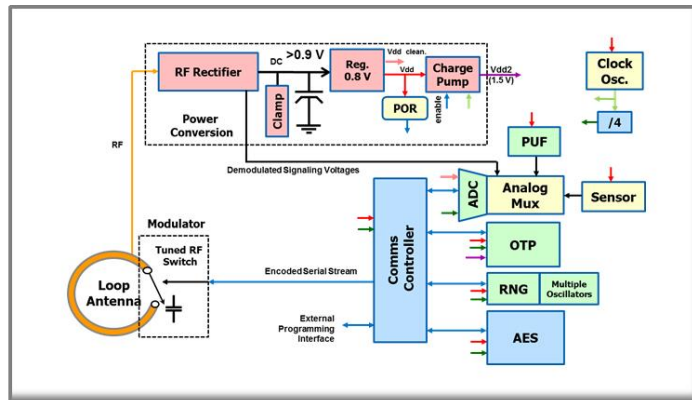 DC
>0.9 V
RF Rectifier
Clamp
Reg.
0.8 V
Vdd clean.
Vdd
POR
Charge
Pump
enable
Vdd2
(1.5 V)
Power
Conversion
Clock
Osc.
/4
RF
Demodulated Signaling Voltages
PUF
ADC
Analog
Mux
Sensor
Modulator
Tuned RF
Switch
Loop
Antenna
Encoded Serial Stream
External
Programming
Interface
Comms
Controller
OTP
RNG
Multiple
Oscillators
AES